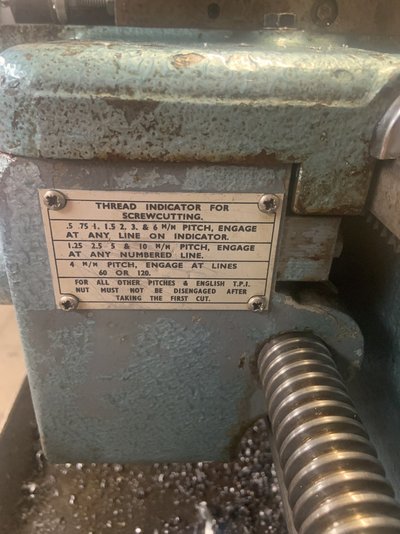 THREAD INDICATOR FOR
SCREWCUTTING.
.5 .75 1. 1.5 2. 3. & 6 M/M PITCH, ENGAGE
AT ANY LINE ON INDICATOR.
1.25 2.5 5 & 10 M/M PITCH, ENGAGE
AT ANY NUMBERED LINE.
4 M/M PITCH, ENGAGE AT LINES
60 OR 120.
FOR ALL OTHER PITCHES & ENGLISH T.P.I.
NUT MUST NOT BE DISENGAGED AFTER
TAKING THE FIRST CUT.